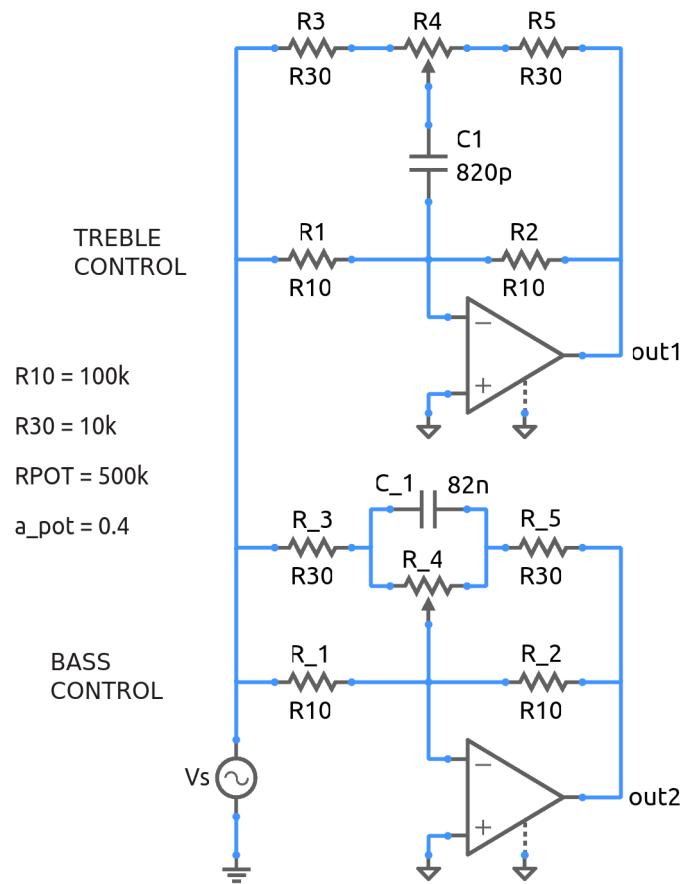 R3
R4
R5
R30
R30
C1
820p
TREBLE
CONTROL
R1
R2
R10
R10
−
+
out1
R10 = 100k
R30 = 10k
RPOT = 500k
a_pot = 0.4
C_1
82n
R_3
R_4
R_5
R30
R30
BASS
CONTROL
R_1
R_2
R10
R10
−
+
Vs
out2